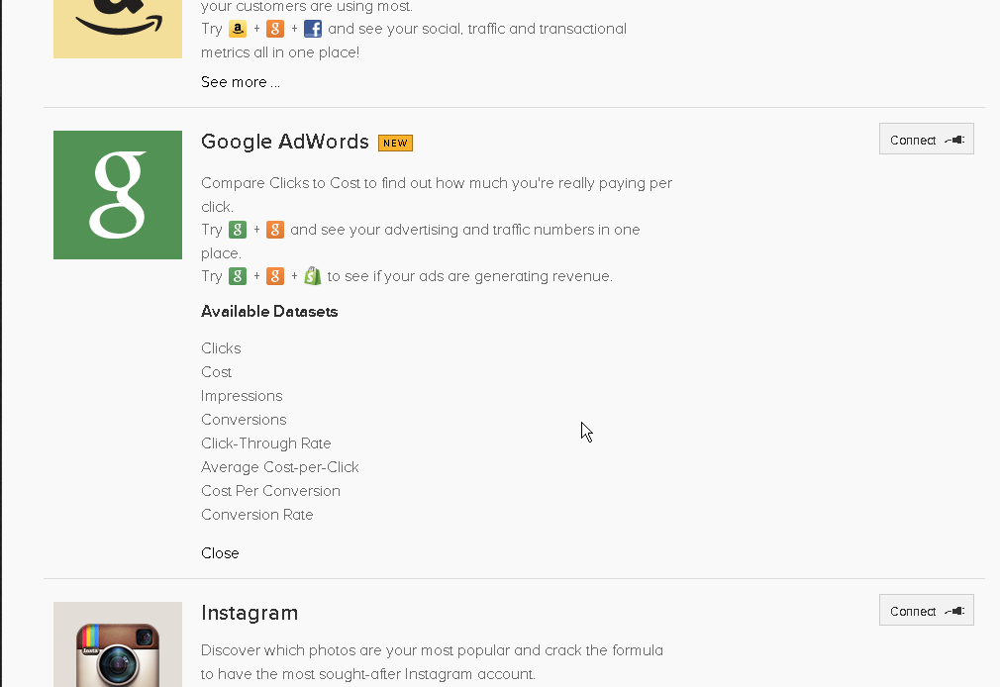 your customers are using most.
Try a + g + f and see your social, traffic and transactional
metrics all in one place!
See more ...
Google AdWords NEW
Connect
g
Compare Clicks to Cost to find out how much you're really paying per
click.
Try g + g and see your advertising and traffic numbers in one
place.
Try g + g + S to see if your ads are generating revenue.
Available Datasets
Clicks
Cost
Impressions
Conversions
Click-Through Rate
Average Cost-per-Click
Cost Per Conversion
Conversion Rate
Close
Instagram
Connect
Insta
Discover which photos are your most popular and crack the formula
to have the most sought-after Instagram account.